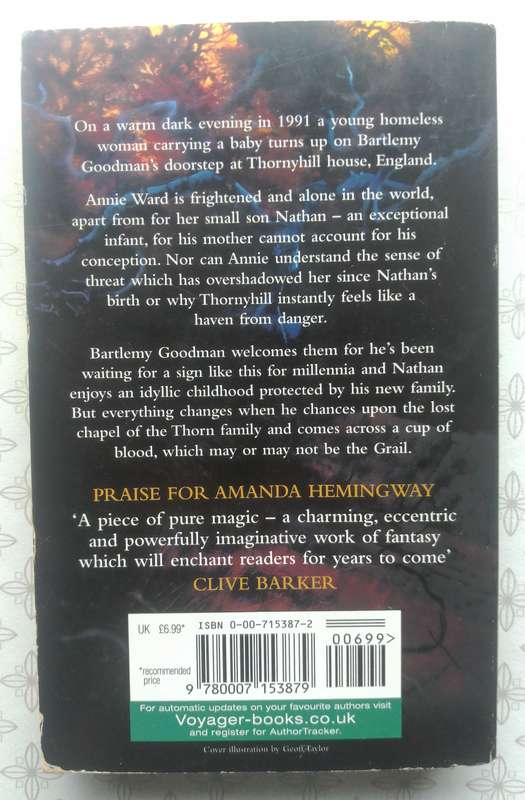 On a warm dark evening in 1991 a young homeless
woman carrying a baby turns up on Bartlemy
Goodman's doorstep at Thornyhill house, England.
Annie Ward is frightened and alone in the world,
apart from for her small son Nathan – an exceptional
infant, for his mother cannot account for his
conception. Nor can Annie understand the sense of
threat which has overshadowed her since Nathan's
birth or why Thornyhill instantly feels like a
haven from danger.
Bartlemy Goodman welcomes them for he's been
waiting for a sign like this for millennia and Nathan
enjoys an idyllic childhood protected by his new family.
But everything changes when he chances upon the lost
chapel of the Thorn family and comes across a cup of
blood, which may or may not be the Grail.
PRAISE FOR AMANDA HEMINGWAY
'A piece of pure magic – a charming, eccentric
and powerfully imaginative work of fantasy
which will enchant readers for years to come'
CLIVE BARKER
UK £6.99*
ISBN 0-00-715387-2
00699>
*recommended
price
9 780007 153879
For automatic updates on your favourite authors visit
Voyager-books.co.uk
and register for AuthorTracker.
Cover illustration by Geoff Taylor